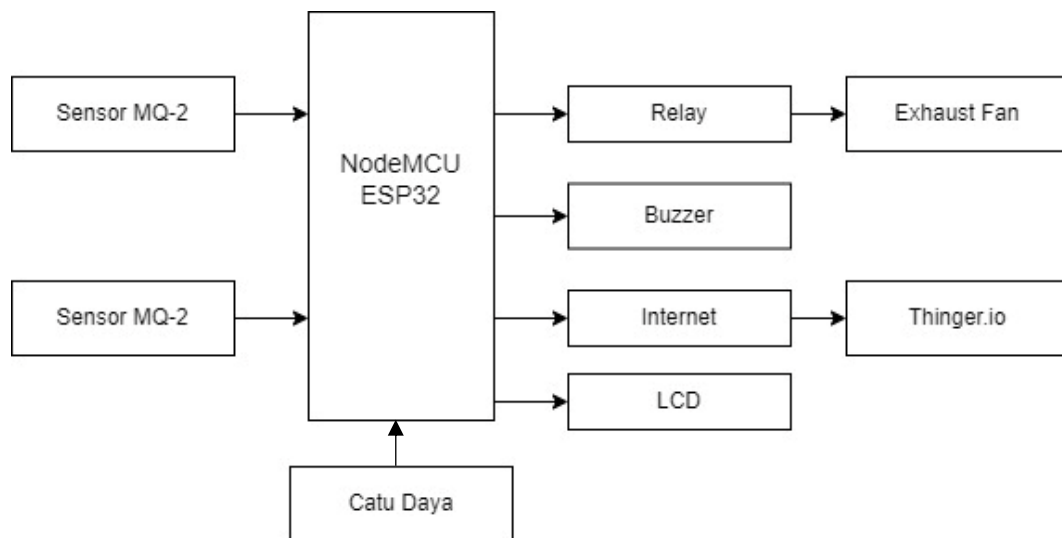 Sensor MQ-2
NodeMCU
ESP32
Relay
Exhaust Fan
Buzzer
Sensor MQ-2
Internet
Thinger.io
LCD
Catu Daya